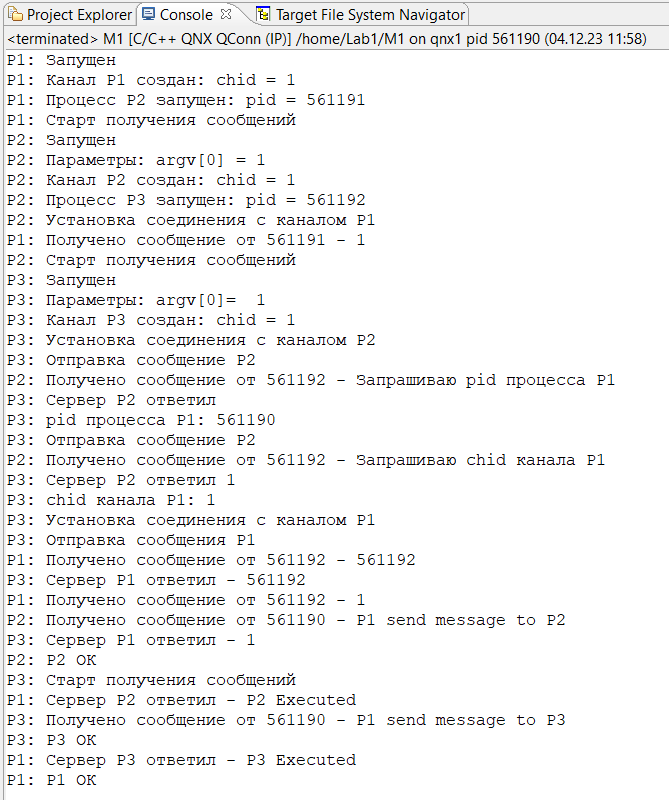 Project Explorer Console Target File System Navigator
<terminated> M1 [C/C++ QNX QConn (IP)] /home/Lab1/M1 on qnx1 pid 561190 (04.12.23 11:58)
P1: Запущен
P1: Канал P1 создан: chid = 1
P1: Процесс P2 запущен: pid = 561191
P1: Старт получения сообщений
P2: Запущен
P2: Параметры: argv[0] = 1
P2: Канал P2 создан: chid = 1
P2: Процесс P3 запущен: pid = 561192
P2: Установка соединения с каналом P1
P1: Получено сообщение от 561191 - 1
P2: Старт получения сообщений
P3: Запущен
P3: Параметры: argv[0]=  1
P3: Канал P3 создан: chid = 1
P3: Установка соединения с каналом P2
P3: Отправка сообщение P2
P2: Получено сообщение от 561192 - Запрашиваю pid процесса P1
P3: Сервер P2 ответил
P3: pid процесса P1: 561190
P3: Отправка сообщение P2
P2: Получено сообщение от 561192 - Запрашиваю chid канала P1
P3: Сервер P2 ответил 1
P3: chid канала P1: 1
P3: Установка соединения с каналом P1
P3: Отправка сообщения P1
P1: Получено сообщение от 561192 - 561192
P3: Сервер P1 ответил - 561192
P1: Получено сообщение от 561192 - 1
P2: Получено сообщение от 561190 - P1 send message to P2
P3: Сервер P1 ответил - 1
P2: P2 OK
P3: Старт получения сообщений
P1: Сервер P2 ответил - P2 Executed
P3: Получено сообщение от 561190 - P1 send message to P3
P3: P3 OK
P1: Сервер P3 ответил - P3 Executed
P1: P1 OK